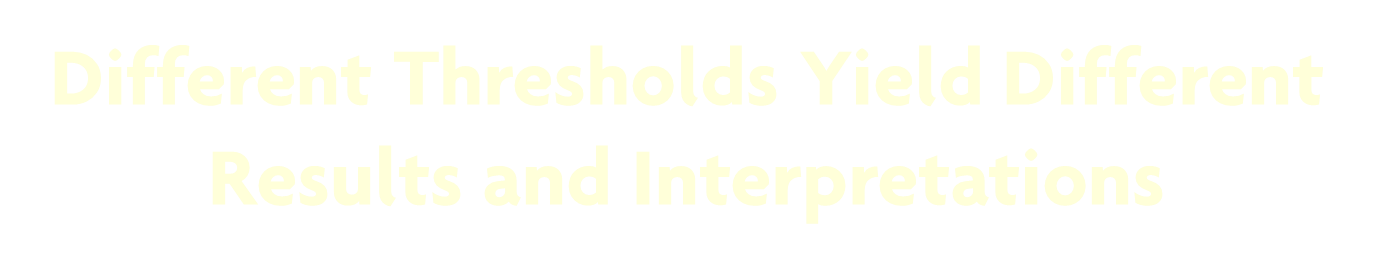 Different Thresholds Yield Different
Results and Interpretations